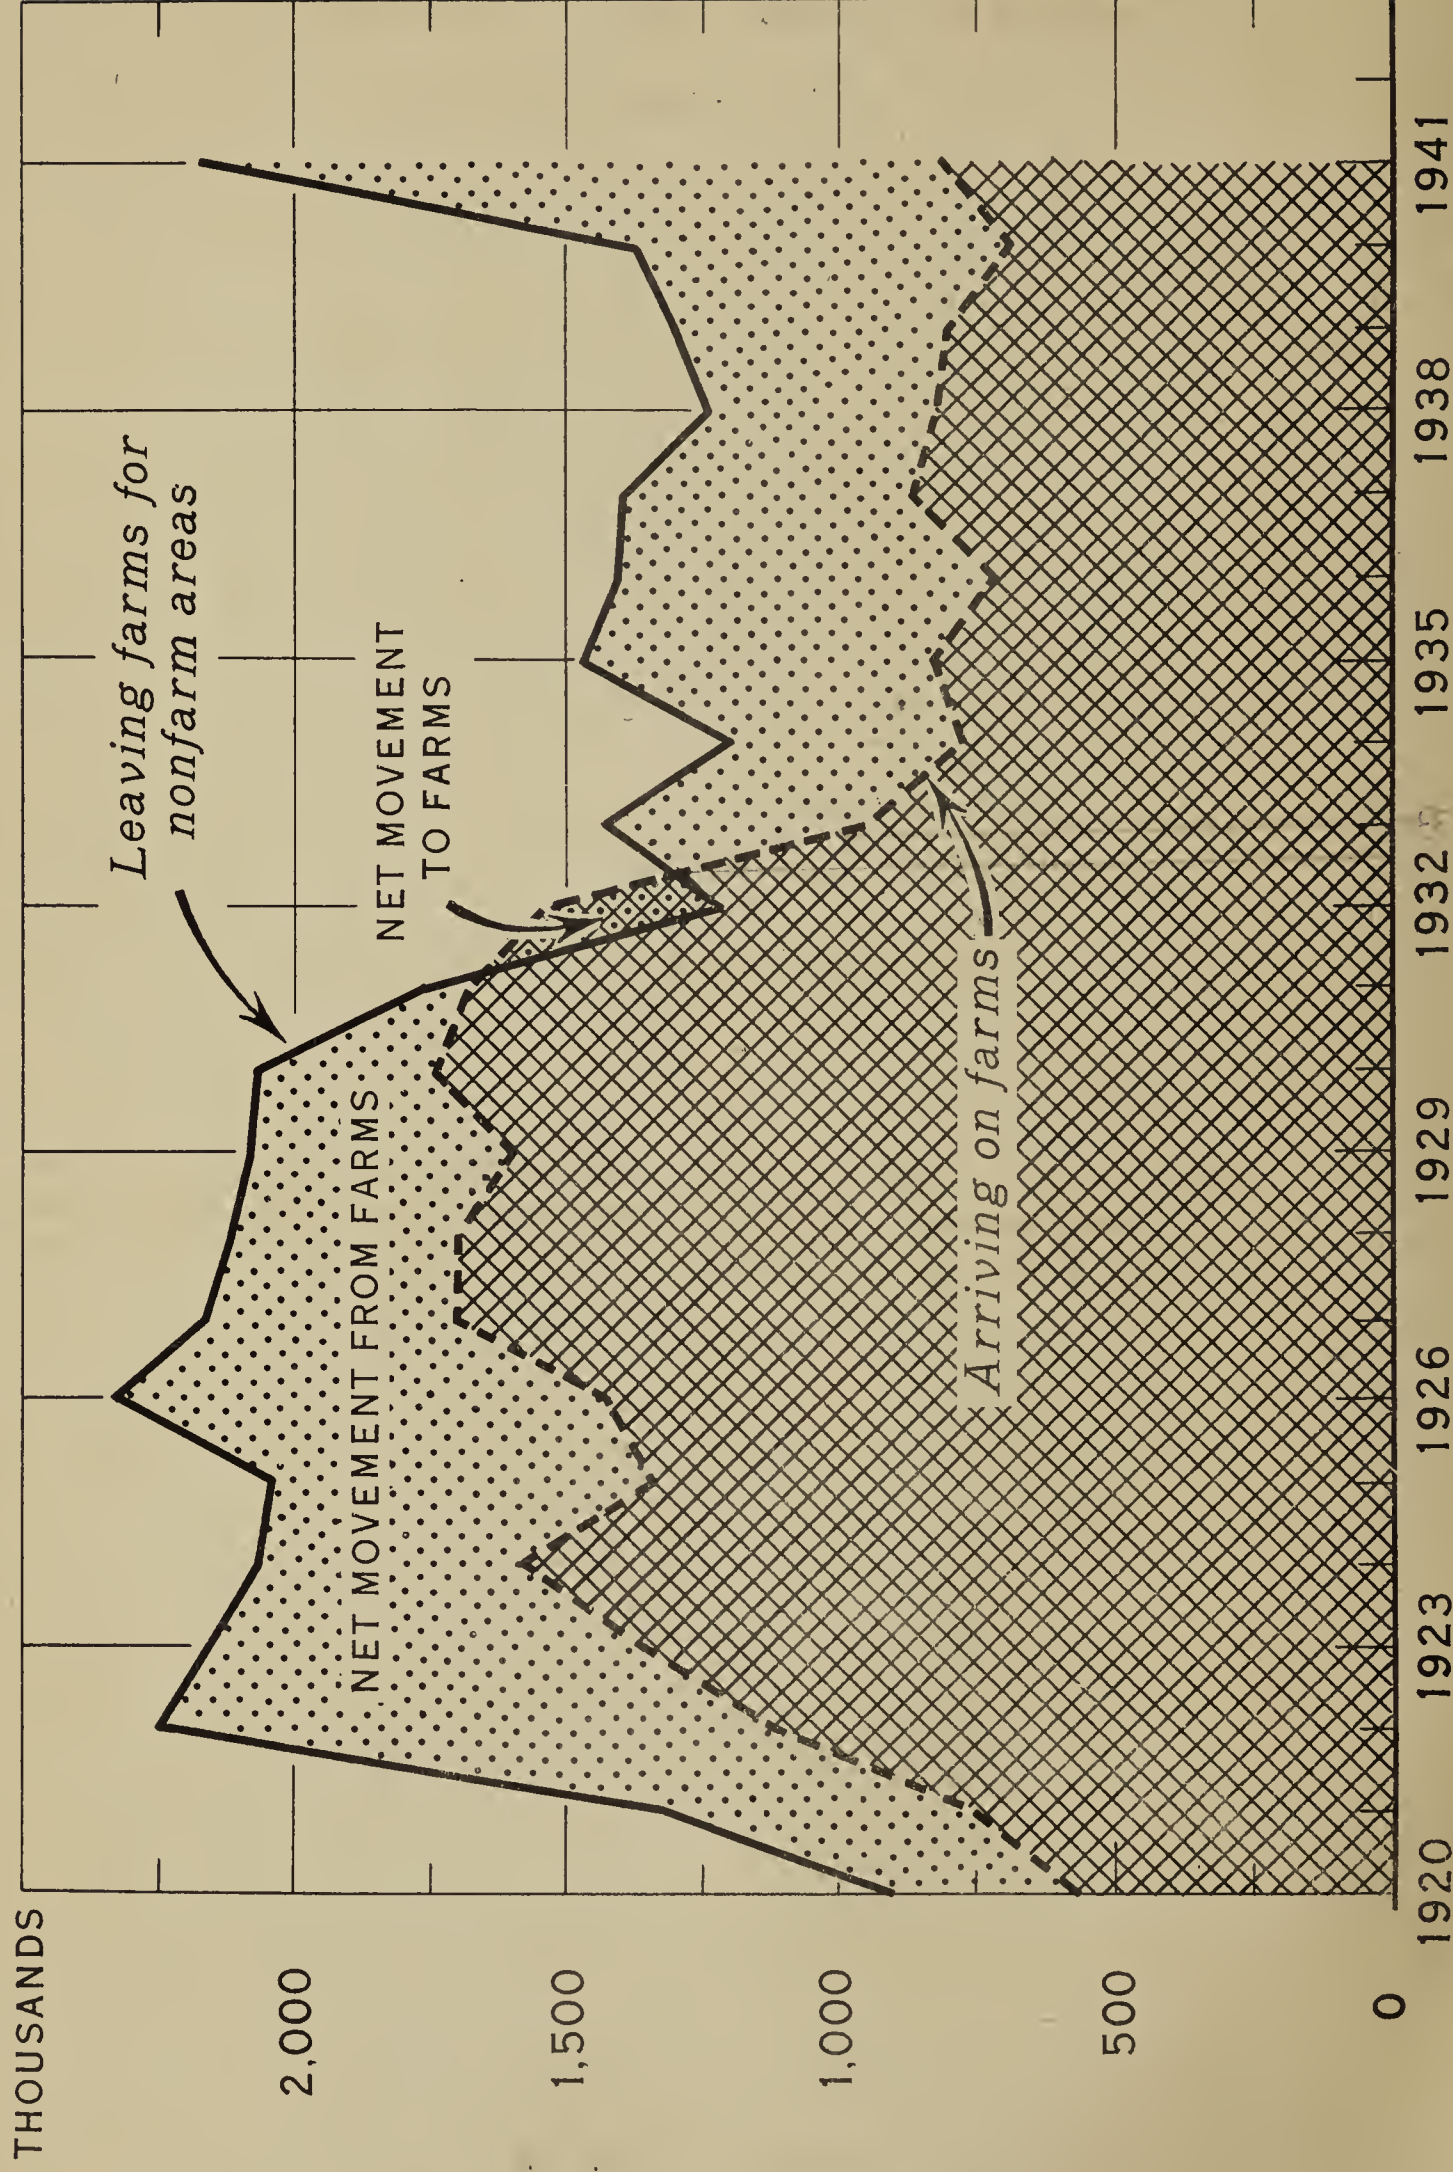 THOUSANDS
Leaving farms for
nonfarm areas
2,000
NET MOVEMENT
TO FARMS
NET MOVEMENT FROM FARMS
1,500
1,000
Arriving on farms
500
0
1920 1923 1926 1929 1932 1935 1938 1941